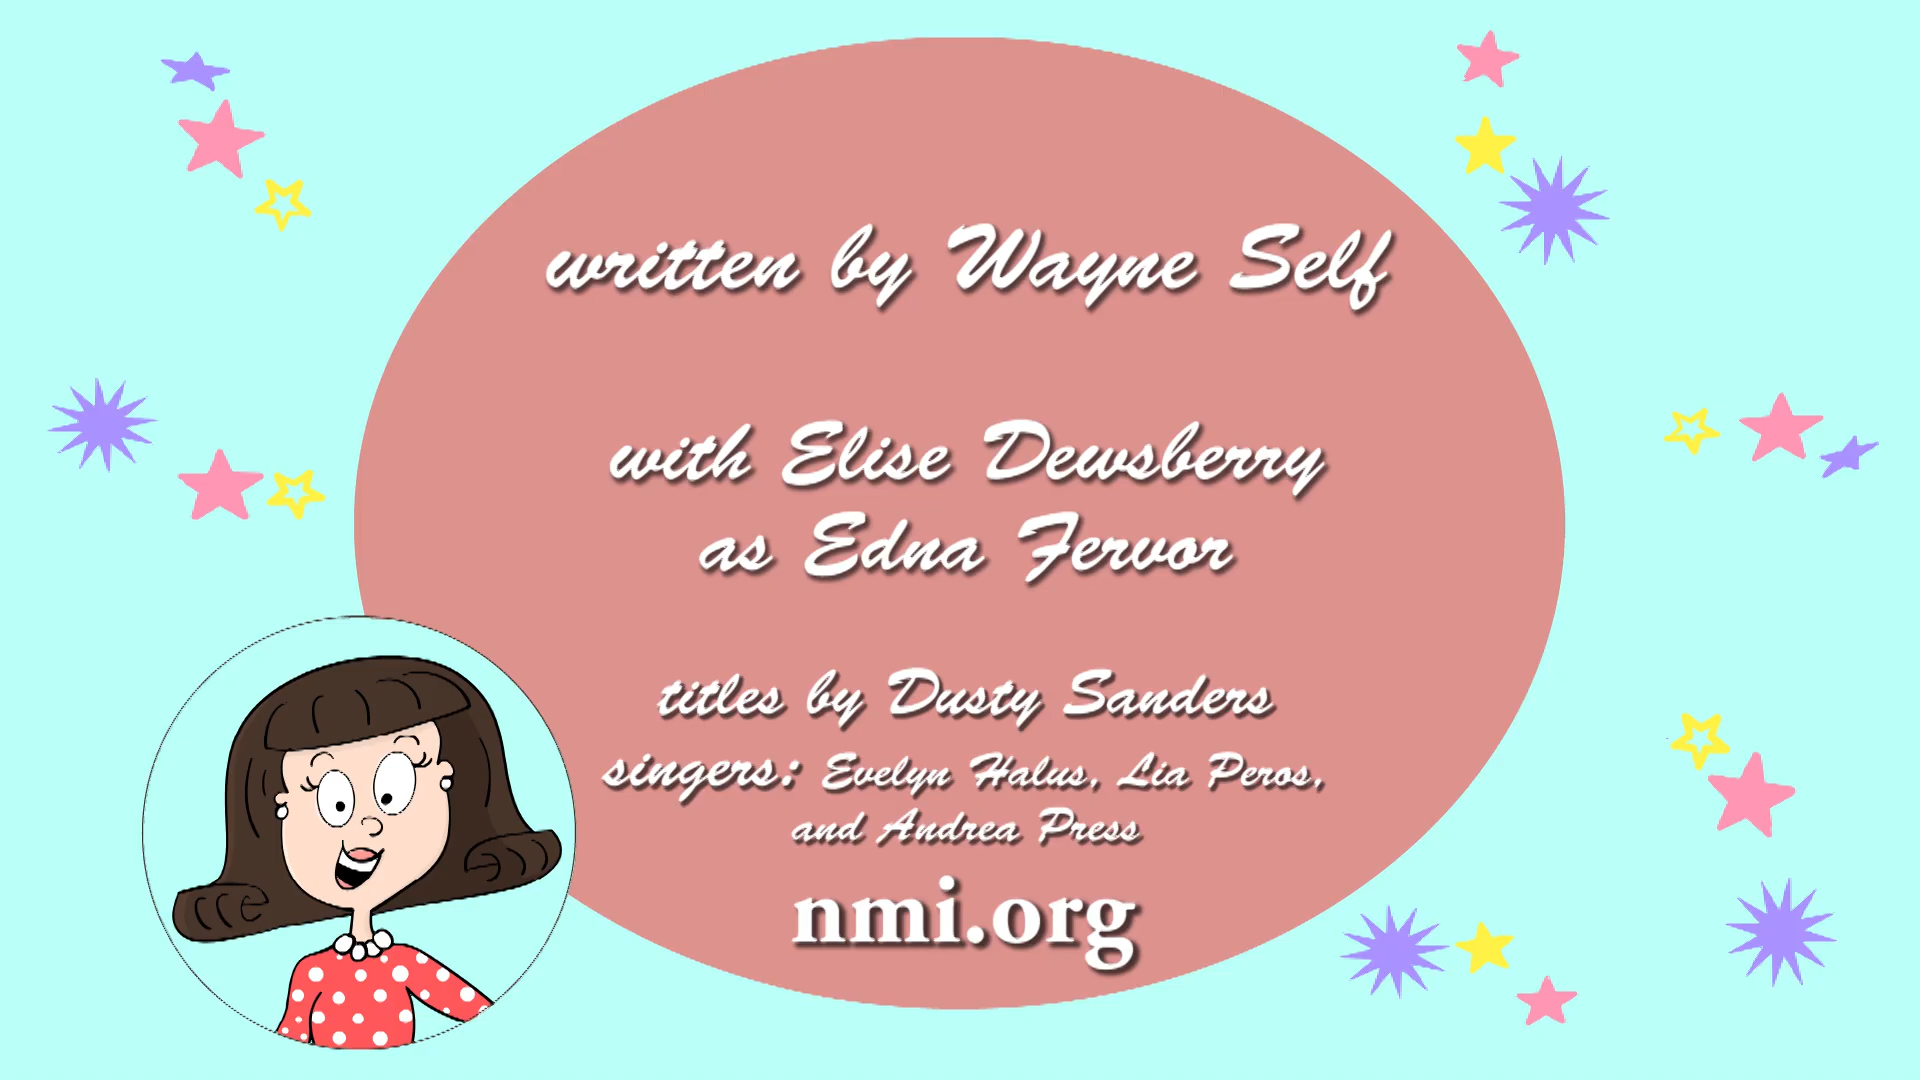 written by Wayne Self
with Elise Dewsberry
as Edna Fervor
titles by Dusty Sanders
singers: Evelyn Halus, Lia Peros,
and Andrea Press
nmi.org